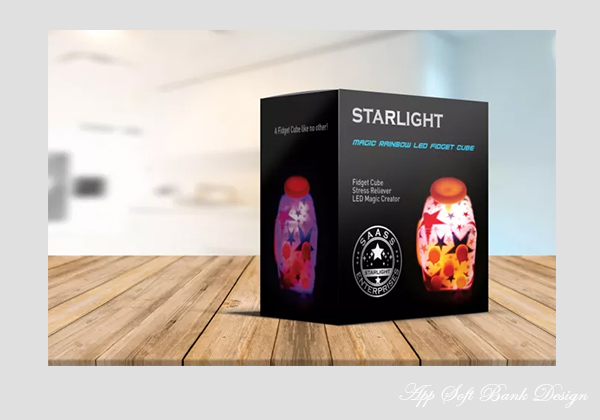 A Fidget Cube like no other!
STARLIGHT
MAGIC RAINBOW LED FIDGET CUBE
Fidget Cube
Stress Reliever
LED Magic Creator
SAASS
STARLIGHT
ENTERPRISES
App Soft Bank Design